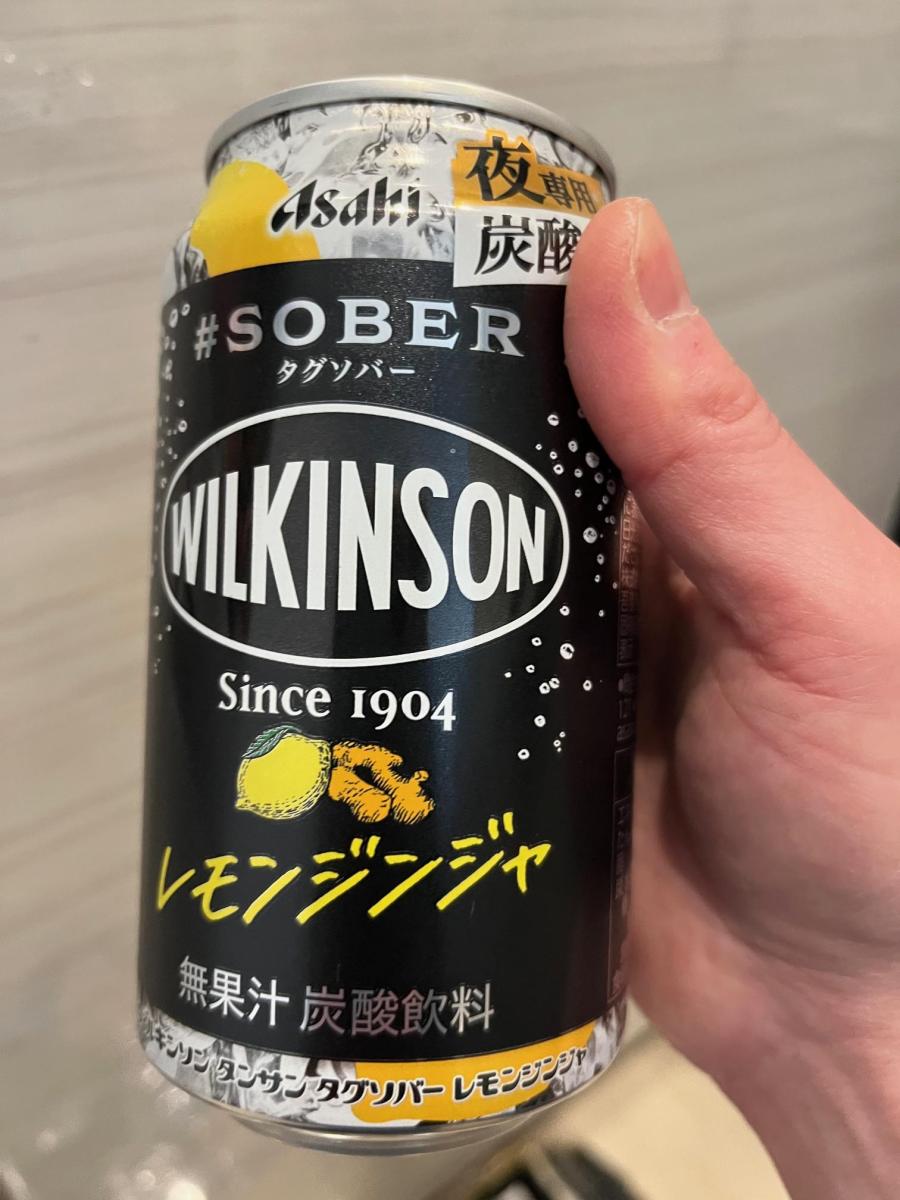 Asahi
夜専用
炭酸
#SOBER
タグソバー
WILKINSON
Since 1904
レモンジンジャ
無果汁 炭酸飲料
タンサン タグソバー レモンジンジャ